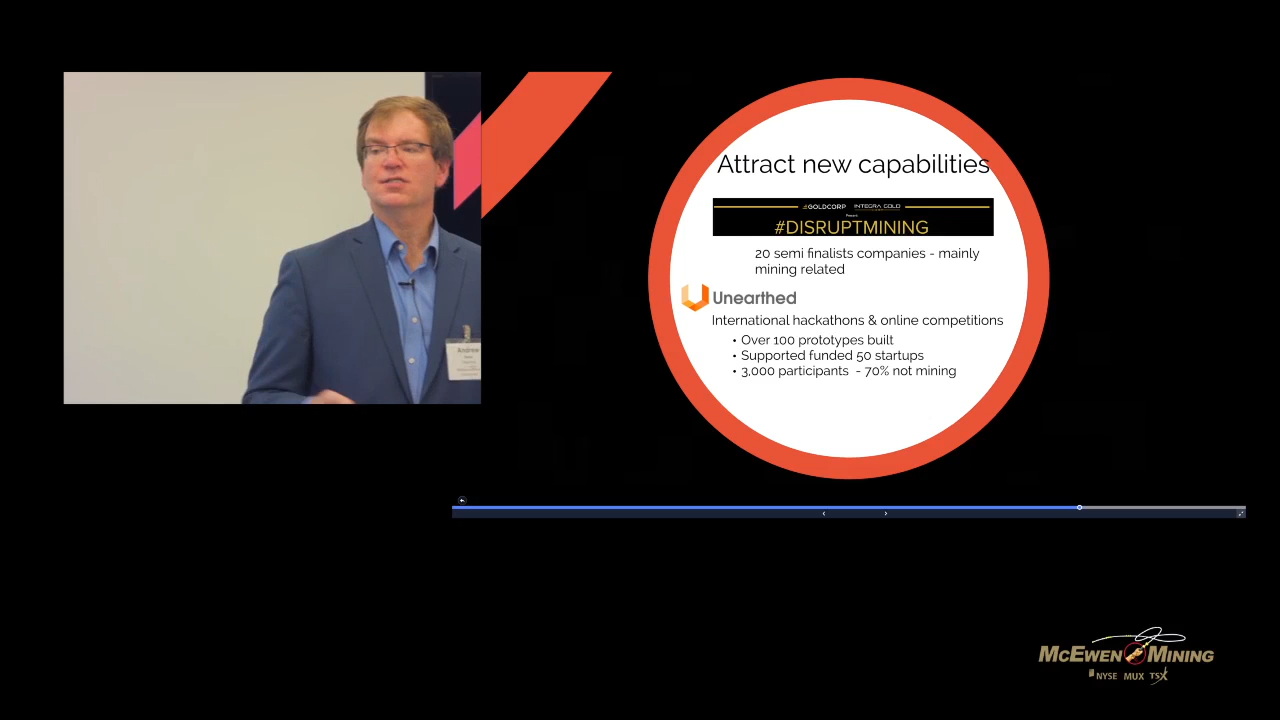 Andrew
Attract new capabilities
GOLDCORP INTEGRA GOLD
Present
#DISRUPTMINING
20 semi finalists companies - mainly
mining related
Unearthed
International hackathons & online competitions
• Over 100 prototypes built
• Supported funded 50 startups
• 3,000 participants - 70% not mining
MCEWEN MINING
NYSE MUX TSX